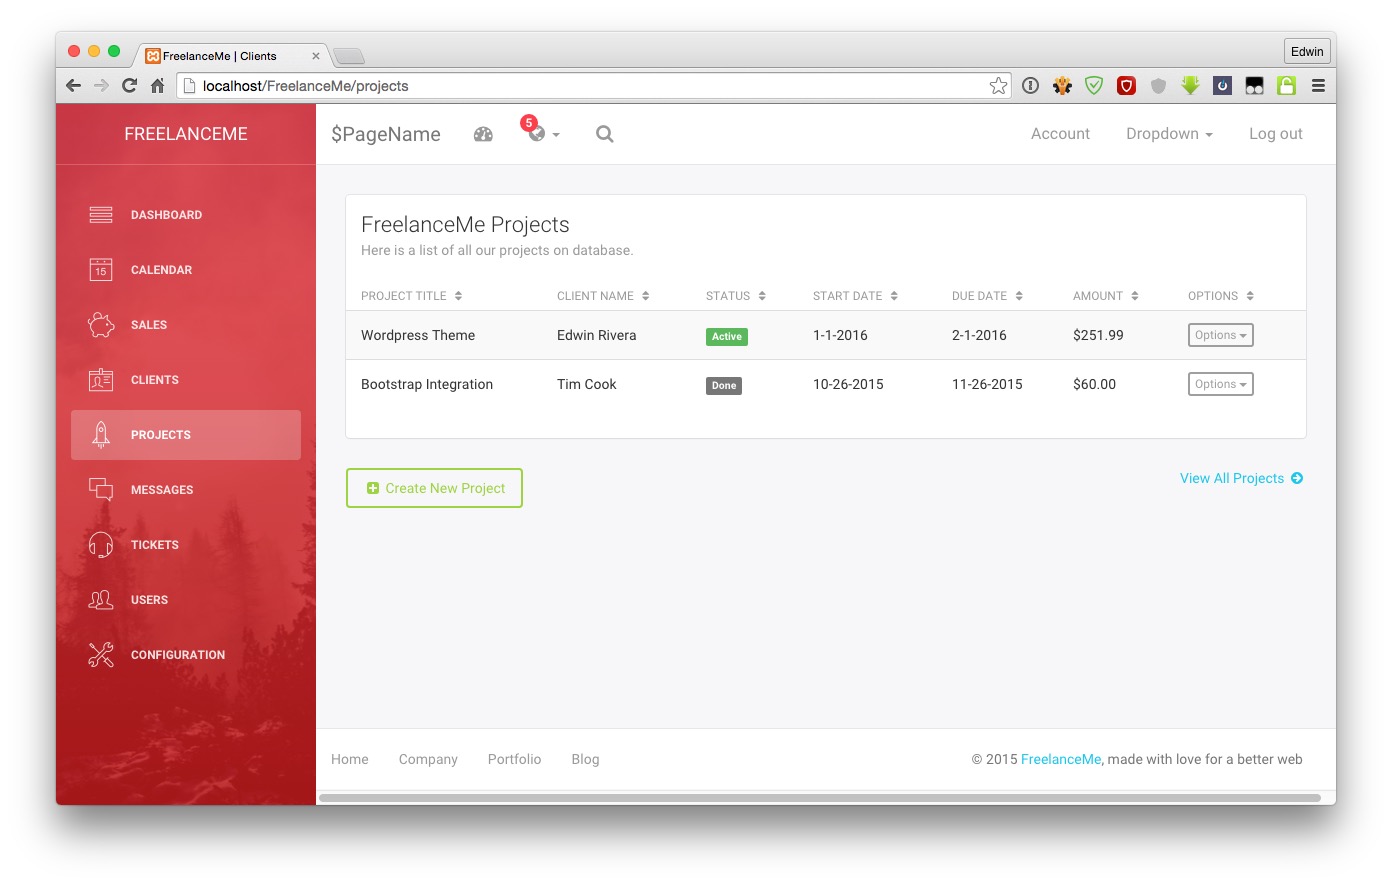 FreelanceMe | Clients
Edwin
localhost/FreelanceMe/projects
FREELANCEME
$PageName
5
Account
Dropdown
Log out
DASHBOARD
15
CALENDAR
SALES
CLIENTS
PROJECTS
MESSAGES
TICKETS
USERS
CONFIGURATION
FreelanceMe Projects
Here is a list of all our projects on database.
PROJECT TITLE CLIENT NAME STATUS START DATE DUE DATE AMOUNT OPTIONS
Wordpress Theme Edwin Rivera Active 1-1-2016 2-1-2016 $251.99 Options
Bootstrap Integration Tim Cook Done 10-26-2015 11-26-2015 $60.00 Options
Create New Project
View All Projects
Home Company Portfolio Blog
© 2015 FreelanceMe, made with love for a better web